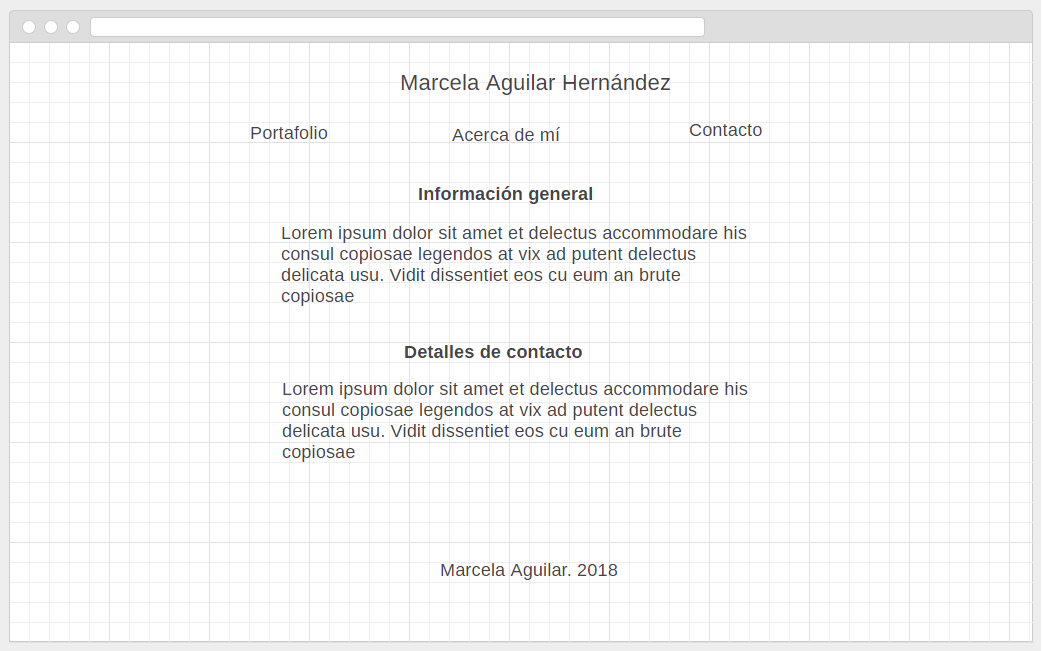 Marcela Aguilar Hernández
Portafolio Acerca de mí Contacto
Información general
Lorem ipsum dolor sit amet et delectus accommodare his
consul copiosae legendos at vix ad putent delectus
delicata usu. Vidit dissentiet eos cu eum an brute
copiosae
Detalles de contacto
Lorem ipsum dolor sit amet et delectus accommodare his
consul copiosae legendos at vix ad putent delectus
delicata usu. Vidit dissentiet eos cu eum an brute
copiosae
Marcela Aguilar. 2018